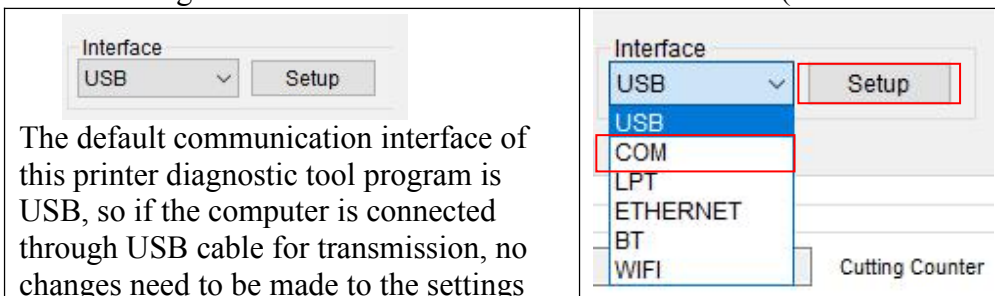 Interface
USB Setup
The default communication interface of
this printer diagnostic tool program is
USB, so if the computer is connected
through USB cable for transmission, no
changes need to be made to the settings
Interface
USB Setup
USB
COM
LPT
ETHERNET
BT
WIFI Cutting Counter